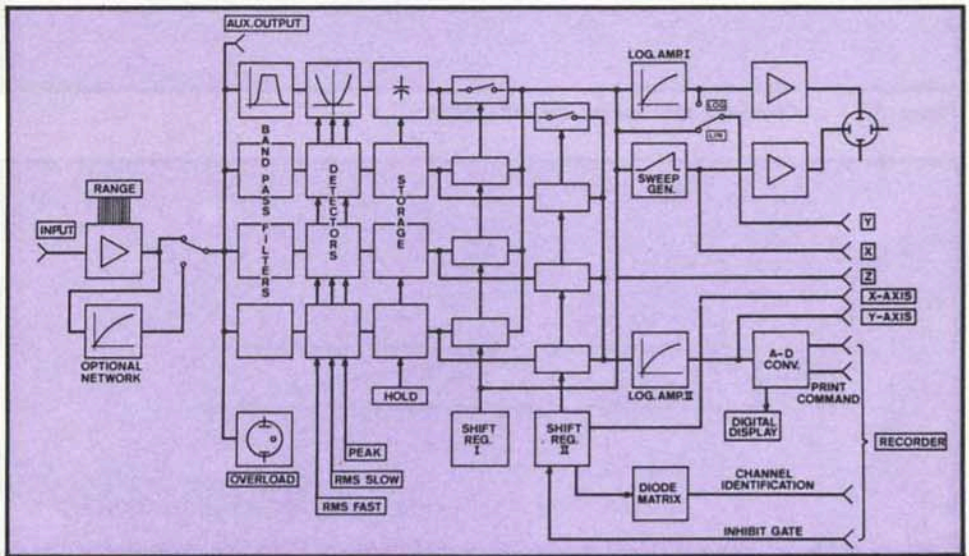 AUX. OUTPUT
LOG. AMP. I
LOG
LIN
BAND PASS FILTERS
DETECTORS
STORAGE
SWEEP GEN.
RANGE
INPUT
Y
X
Z
X-AXIS
Y-AXIS
OPTIONAL NETWORK
HOLD
LOG. AMP. II
A-D CONV.
PRINT COMMAND
SHIFT REG. I
SHIFT REG. II
DIGITAL DISPLAY
RECORDER
PEAK
OVERLOAD
RMS SLOW
RMS FAST
DIODE MATRIX
CHANNEL IDENTIFICATION
INHIBIT GATE